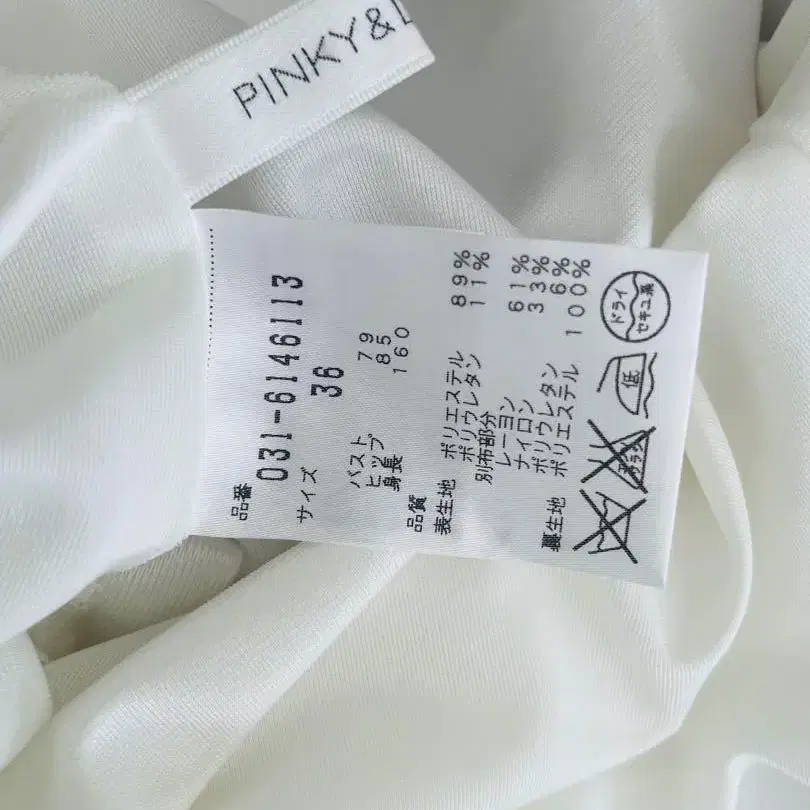 PINKY&
品番 031-6146113
サイズ 36
バスト 79
ヒップ 85
身長 160
品質
表生地 ポリエステル 89%
ポリウレタン 11%
別布部分
レーヨン 61%
ナイロン 33%
ポリウレタン 6%
裏生地 ポリエステル 100%
ドライ
セキユ系
低